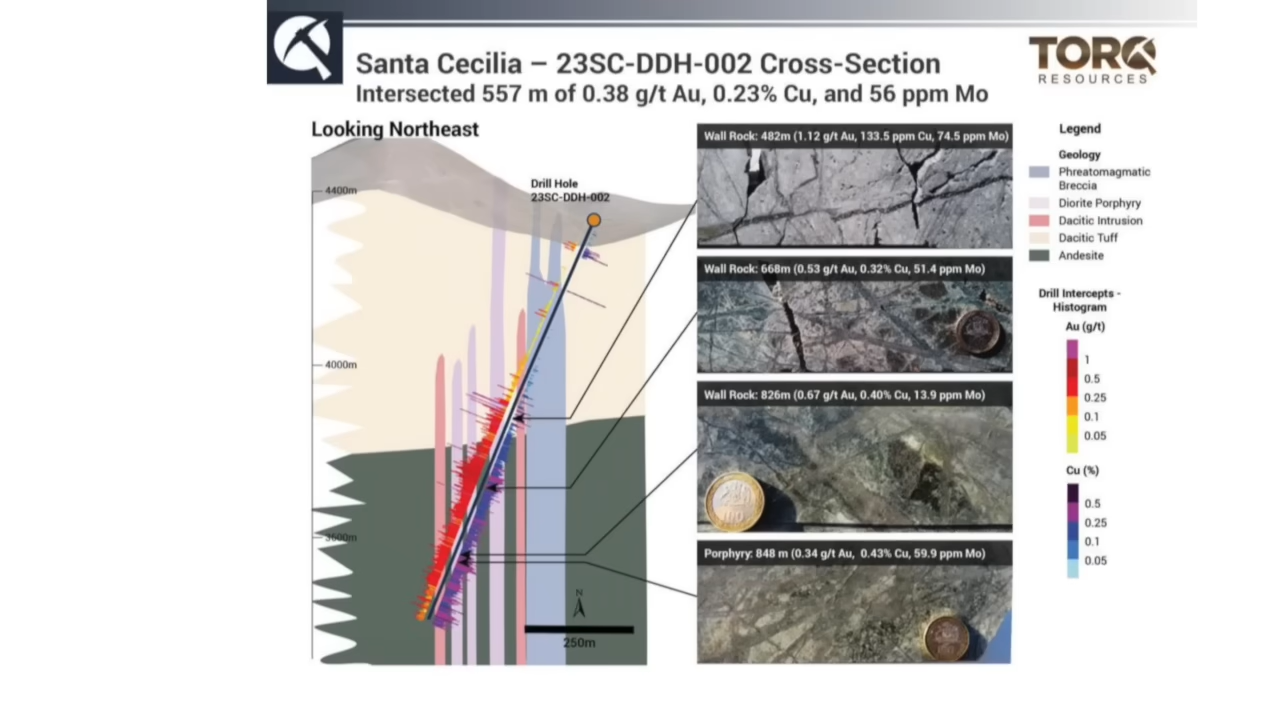 Santa Cecilia – 23SC-DDH-002 Cross-Section
Intersected 557 m of 0.38 g/t Au, 0.23% Cu, and 56 ppm Mo
TORQ
RESOURCES
Looking Northeast
Drill Hole
23SC-DDH-002
4400m
4000m
3600m
N
250m
Wall Rock: 482m (1.12 g/t Au, 133.5 ppm Cu, 74.5 ppm Mo)
Wall Rock: 668m (0.53 g/t Au, 0.32% Cu, 51.4 ppm Mo)
Wall Rock: 826m (0.67 g/t Au, 0.40% Cu, 13.9 ppm Mo)
100
Porphyry: 848 m (0.34 g/t Au, 0.43% Cu, 59.9 ppm Mo)
Legend
Geology
Phreatomagmatic
Breccia
Diorite Porphyry
Dacitic Intrusion
Dacitic Tuff
Andesite
Drill Intercepts -
Histogram
Au (g/t)
1
0.5
0.25
0.1
0.05
Cu (%)
0.5
0.25
0.1
0.05